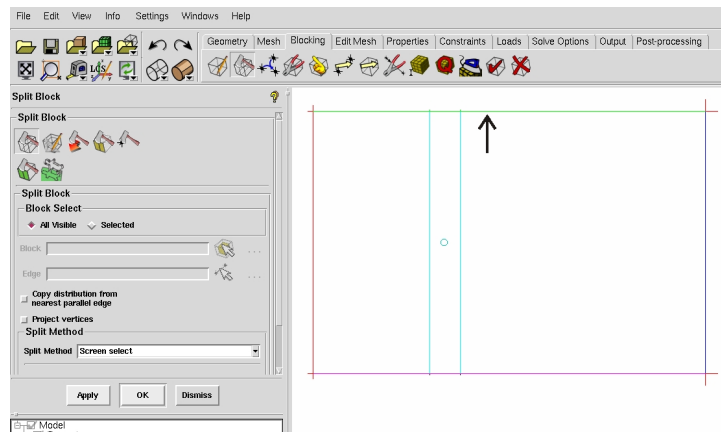 File Edit View Info Settings Windows Help
Geometry Mesh Blocking Edit Mesh Properties Constraints Loads Solve Options Output Post-processing
Split Block
Split Block
Split Block
Block Select
All Visible Selected
Block ...
Edge ...
Copy distribution from
nearest parallel edge
Project vertices
Split Method
Split Method Screen select
Apply OK Dismiss
Model